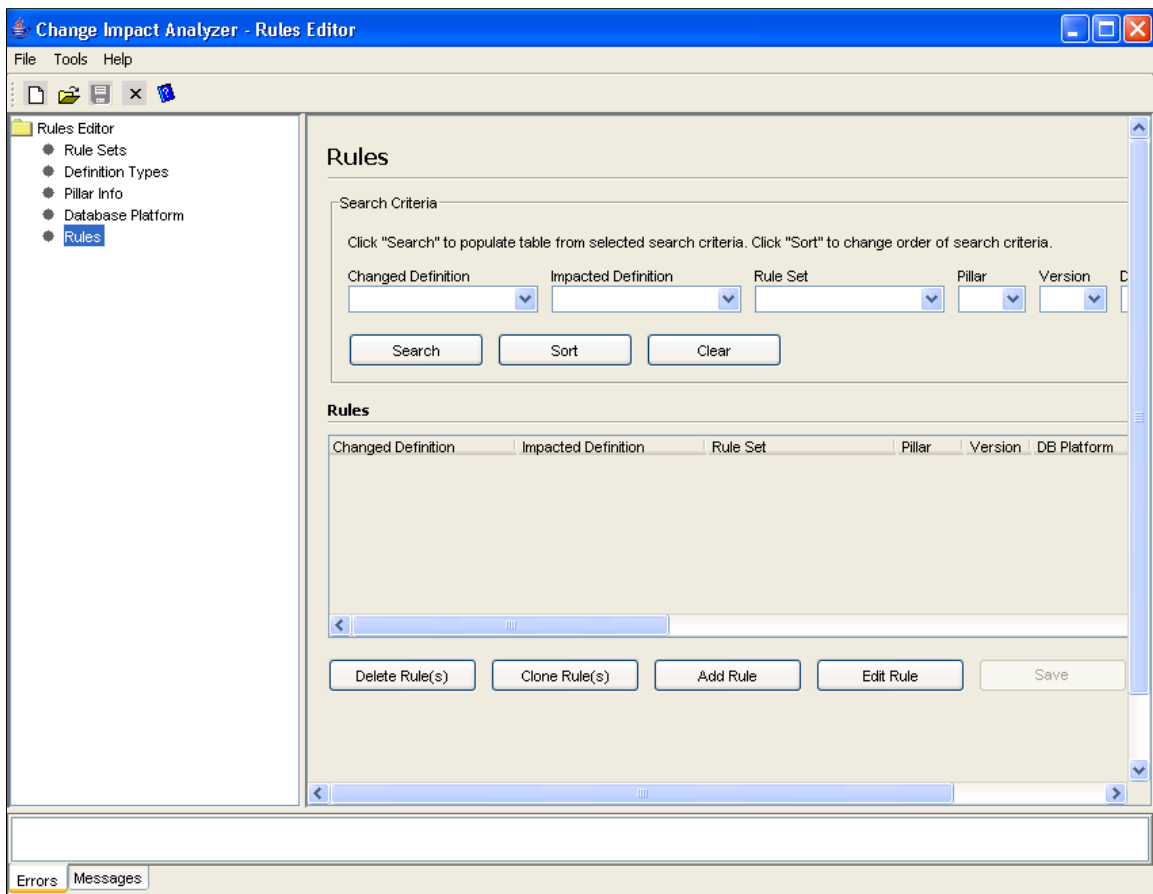 Change Impact Analyzer - Rules Editor
File Tools Help
Rules Editor
Rule Sets
Definition Types
Pillar Info
Database Platform
Rules
Rules
Search Criteria
Click "Search" to populate table from selected search criteria. Click "Sort" to change order of search criteria.
Changed Definition Impacted Definition Rule Set Pillar Version D
Search Sort Clear
Rules
Changed Definition Impacted Definition Rule Set Pillar Version DB Platform
Delete Rule(s) Clone Rule(s) Add Rule Edit Rule Save
Errors Messages